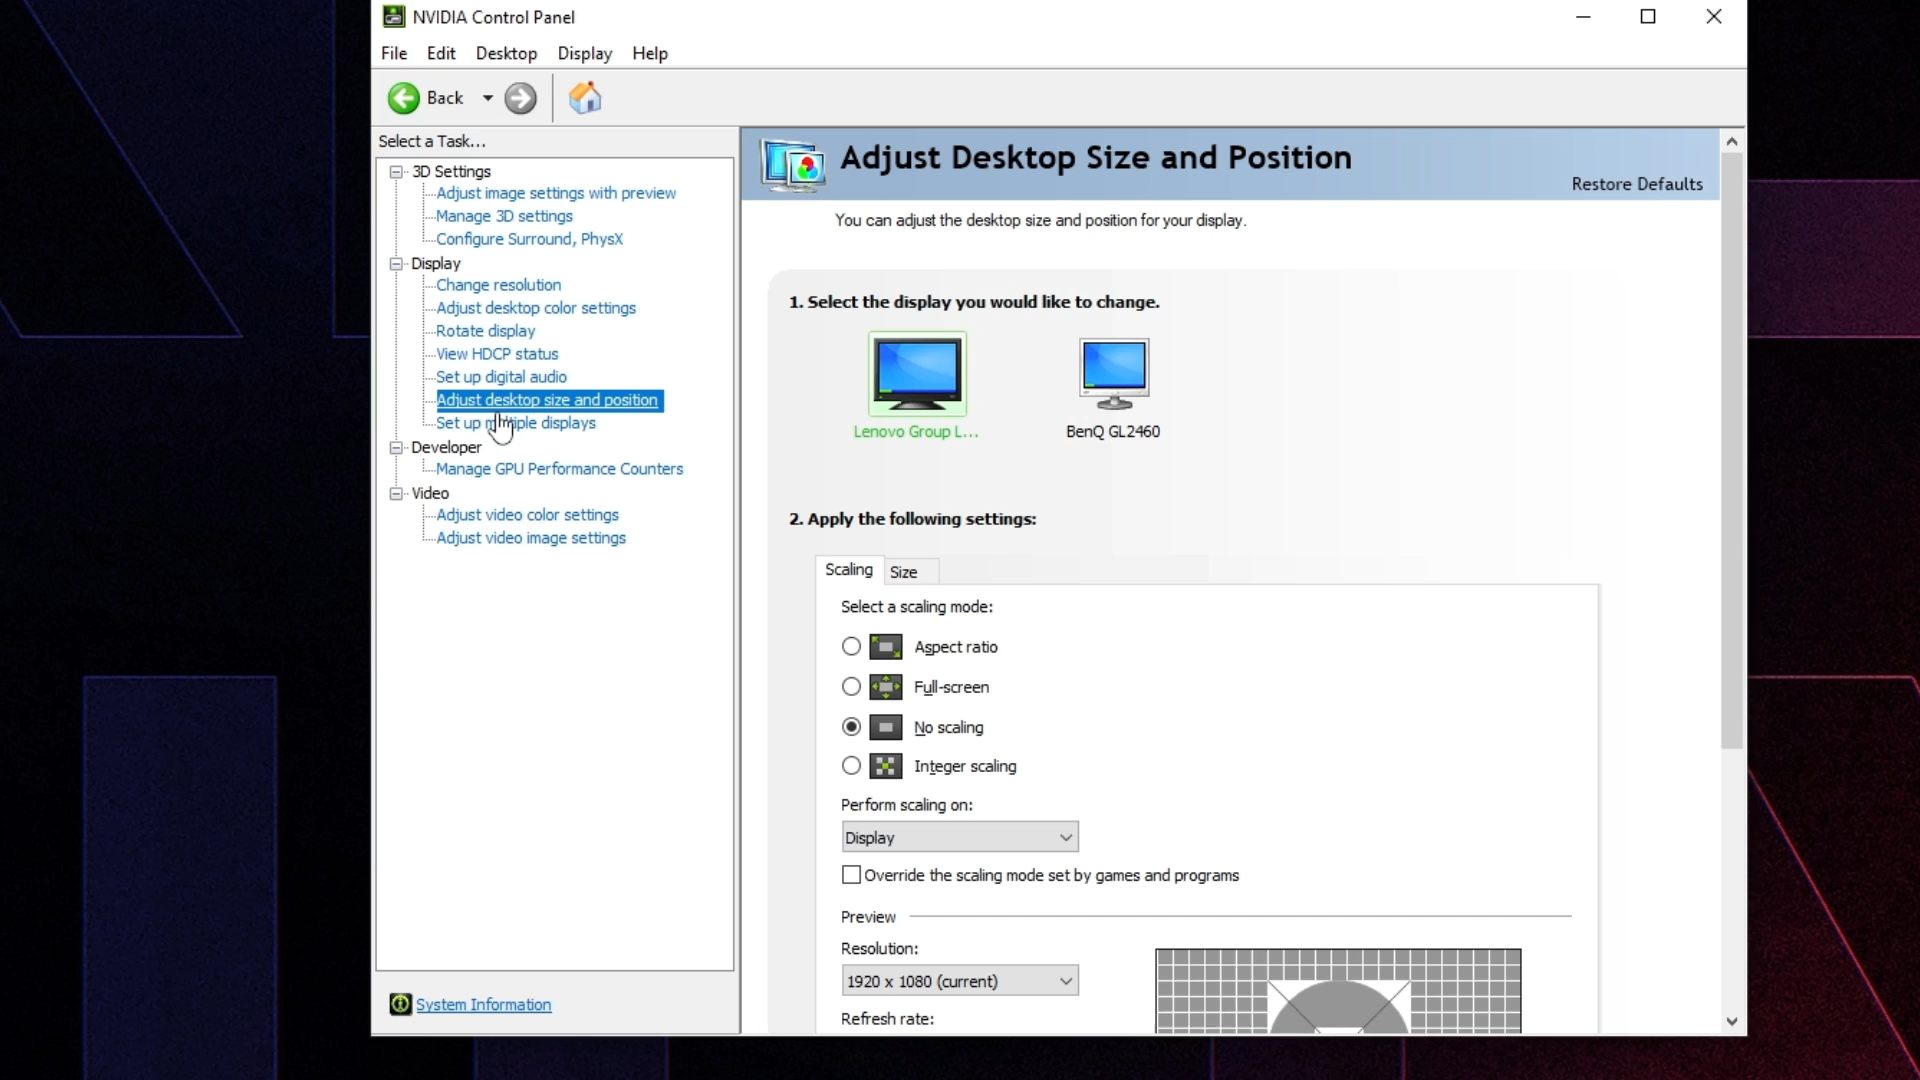 NVIDIA Control Panel
File Edit Desktop Display Help
Back
Select a Task...
3D Settings
Adjust image settings with preview
Manage 3D settings
Configure Surround, PhysX
Display
Change resolution
Adjust desktop color settings
Rotate display
View HDCP status
Set up digital audio
Adjust desktop size and position
Set up multiple displays
Developer
Manage GPU Performance Counters
Video
Adjust video color settings
Adjust video image settings
System Information
Adjust Desktop Size and Position
Restore Defaults
You can adjust the desktop size and position for your display.
1. Select the display you would like to change.
Lenovo Group L... BenQ GL2460
2. Apply the following settings:
Scaling Size
Select a scaling mode:
Aspect ratio
Full-screen
No scaling
Integer scaling
Perform scaling on:
Display
Override the scaling mode set by games and programs
Preview
Resolution:
1920 x 1080 (current)
Refresh rate: